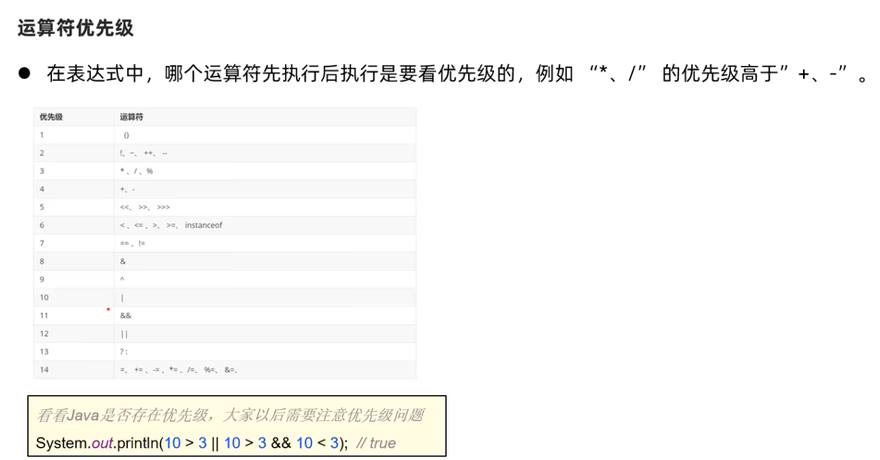 运算符优先级
● 在表达式中，哪个运算符先执行后执行是要看优先级的，例如 “*、/” 的优先级高于”+、-”。
优先级 运算符
1 ()
2 !、-、++、--
3 *、/、%
4 +、-
5 <<、>>、>>>
6 <、<=、>、>=、instanceof
7 ==、!=
8 &
9 ^
10 |
11 &&
12 ||
13 ? :
14 =、+=、-=、*=、/=、%=、&=、
看看Java是否存在优先级，大家以后需要注意优先级问题
System.out.println(10 > 3 || 10 > 3 && 10 < 3); // true